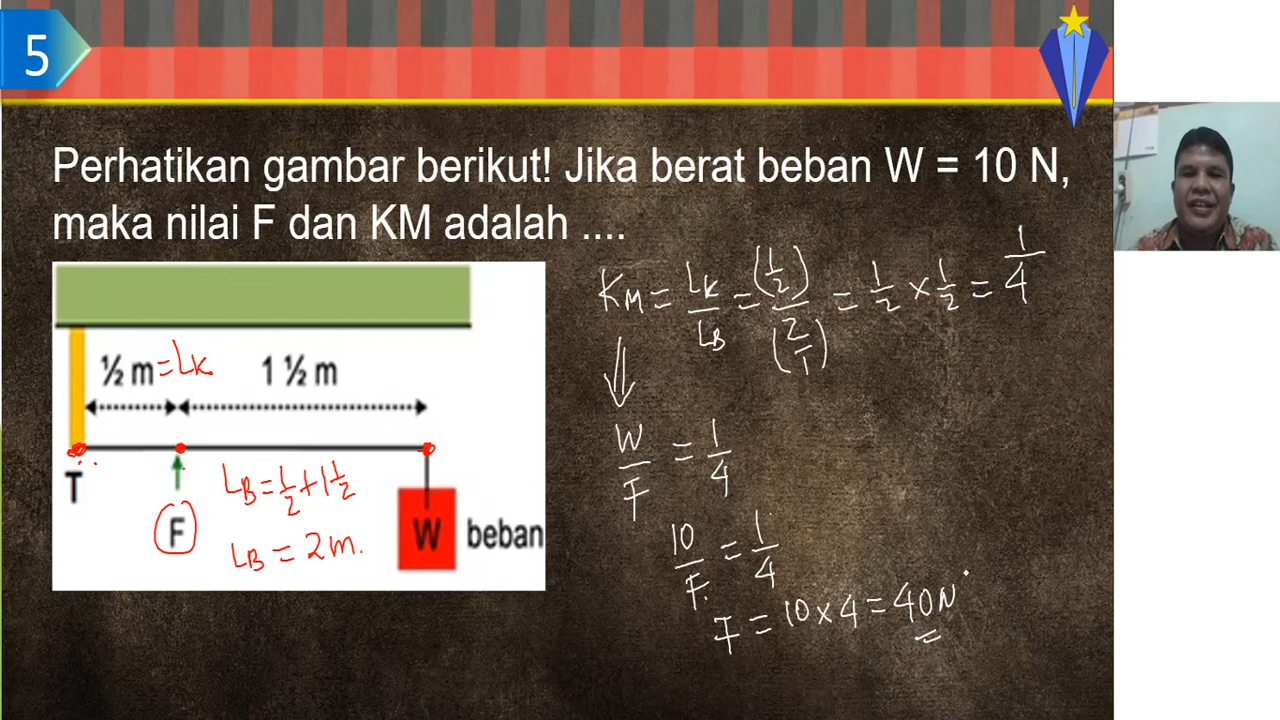 5
Perhatikan gambar berikut! Jika berat beban W = 10 N,
maka nilai F dan KM adalah ....
KM = LK/LB = (1/2)/(2/1) = 1/2 × 1/2 = 1/4
½ m = LK
1 ½ m
W/F = 1/4
T
F
LB = 1/2 + 1 1/2
LB = 2 m.
W
beban
10/F = 1/4
F = 10 × 4 = 40 N